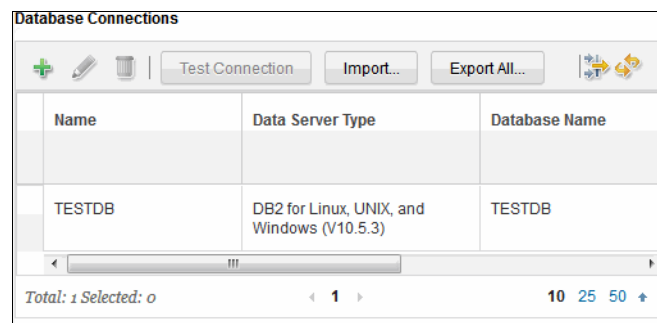 Database Connections
Test Connection Import... Export All...
Name Data Server Type Database Name
TESTDB DB2 for Linux, UNIX, and TESTDB
Windows (V10.5.3)
Total: 1 Selected: 0 1 10 25 50